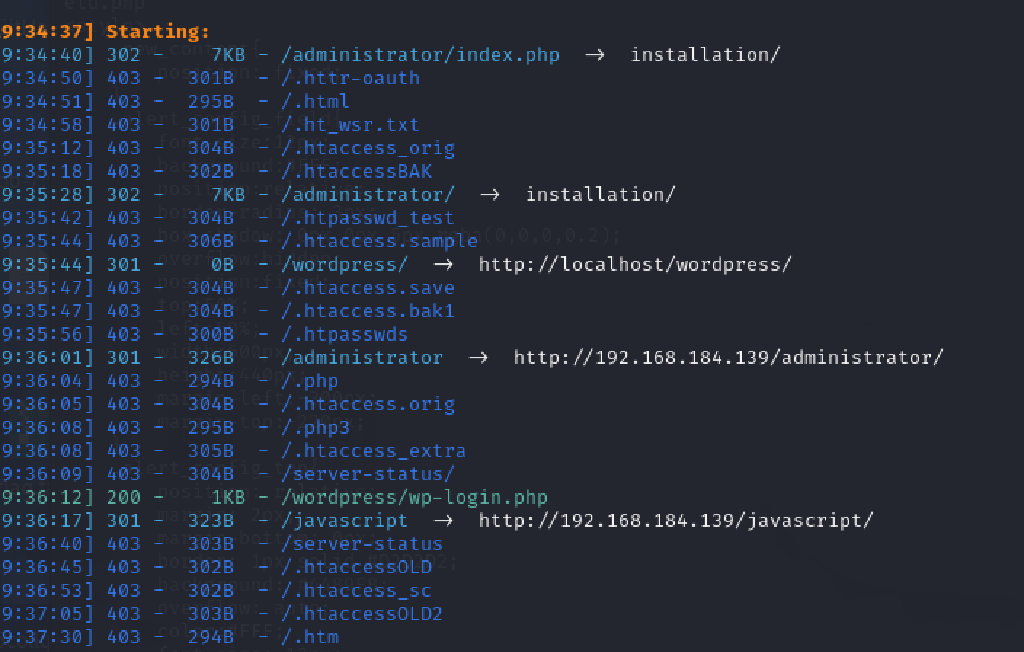 9:34:37] Starting:
9:34:40] 302 -    7KB - /administrator/index.php  →  installation/
9:34:50] 403 -  301B  - /.httr-oauth
9:34:51] 403 -  295B  - /.html
9:34:58] 403 -  301B  - /.ht_wsr.txt
9:35:12] 403 -  304B  - /.htaccess_orig
9:35:18] 403 -  302B  - /.htaccessBAK
9:35:28] 302 -    7KB - /administrator/  →  installation/
9:35:42] 403 -  304B  - /.htpasswd_test
9:35:44] 403 -  306B  - /.htaccess.sample
9:35:44] 301 -    0B  - /wordpress/  →  http://localhost/wordpress/
9:35:47] 403 -  304B  - /.htaccess.save
9:35:47] 403 -  304B  - /.htaccess.bak1
9:35:56] 403 -  300B  - /.htpasswds
9:36:01] 301 -  326B  - /administrator  →  http://192.168.184.139/administrator/
9:36:04] 403 -  294B  - /.php
9:36:05] 403 -  304B  - /.htaccess.orig
9:36:08] 403 -  295B  - /.php3
9:36:08] 403 -  305B  - /.htaccess_extra
9:36:09] 403 -  304B  - /server-status/
9:36:12] 200 -    1KB - /wordpress/wp-login.php
9:36:17] 301 -  323B  - /javascript  →  http://192.168.184.139/javascript/
9:36:40] 403 -  303B  - /server-status
9:36:45] 403 -  302B  - /.htaccessOLD
9:36:53] 403 -  302B  - /.htaccess_sc
9:37:05] 403 -  303B  - /.htaccessOLD2
9:37:30] 403 -  294B  - /.htm